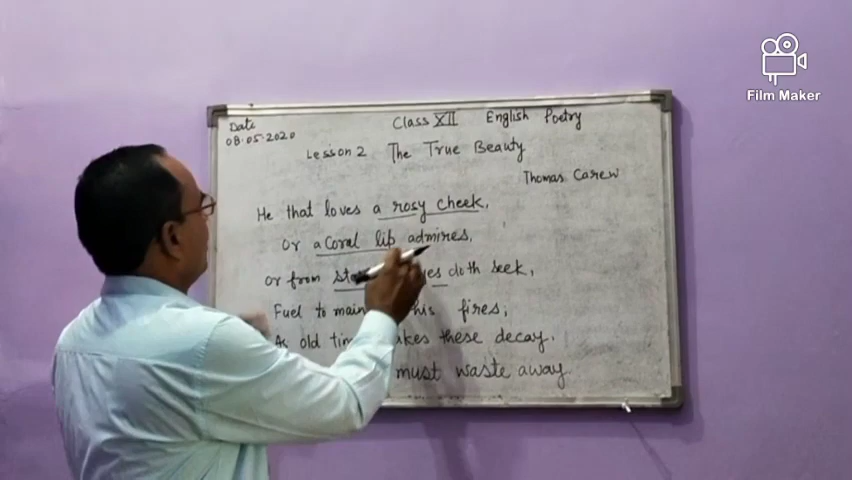 Film Maker
Date
08.05.2020
Class XII English Poetry
Lesson 2 The True Beauty
Thomas Carew
He that loves a rosy cheek,
Or a Coral lip admires,
Or from doth seek,
Fuel to fires;
As old these decay,
must waste away.